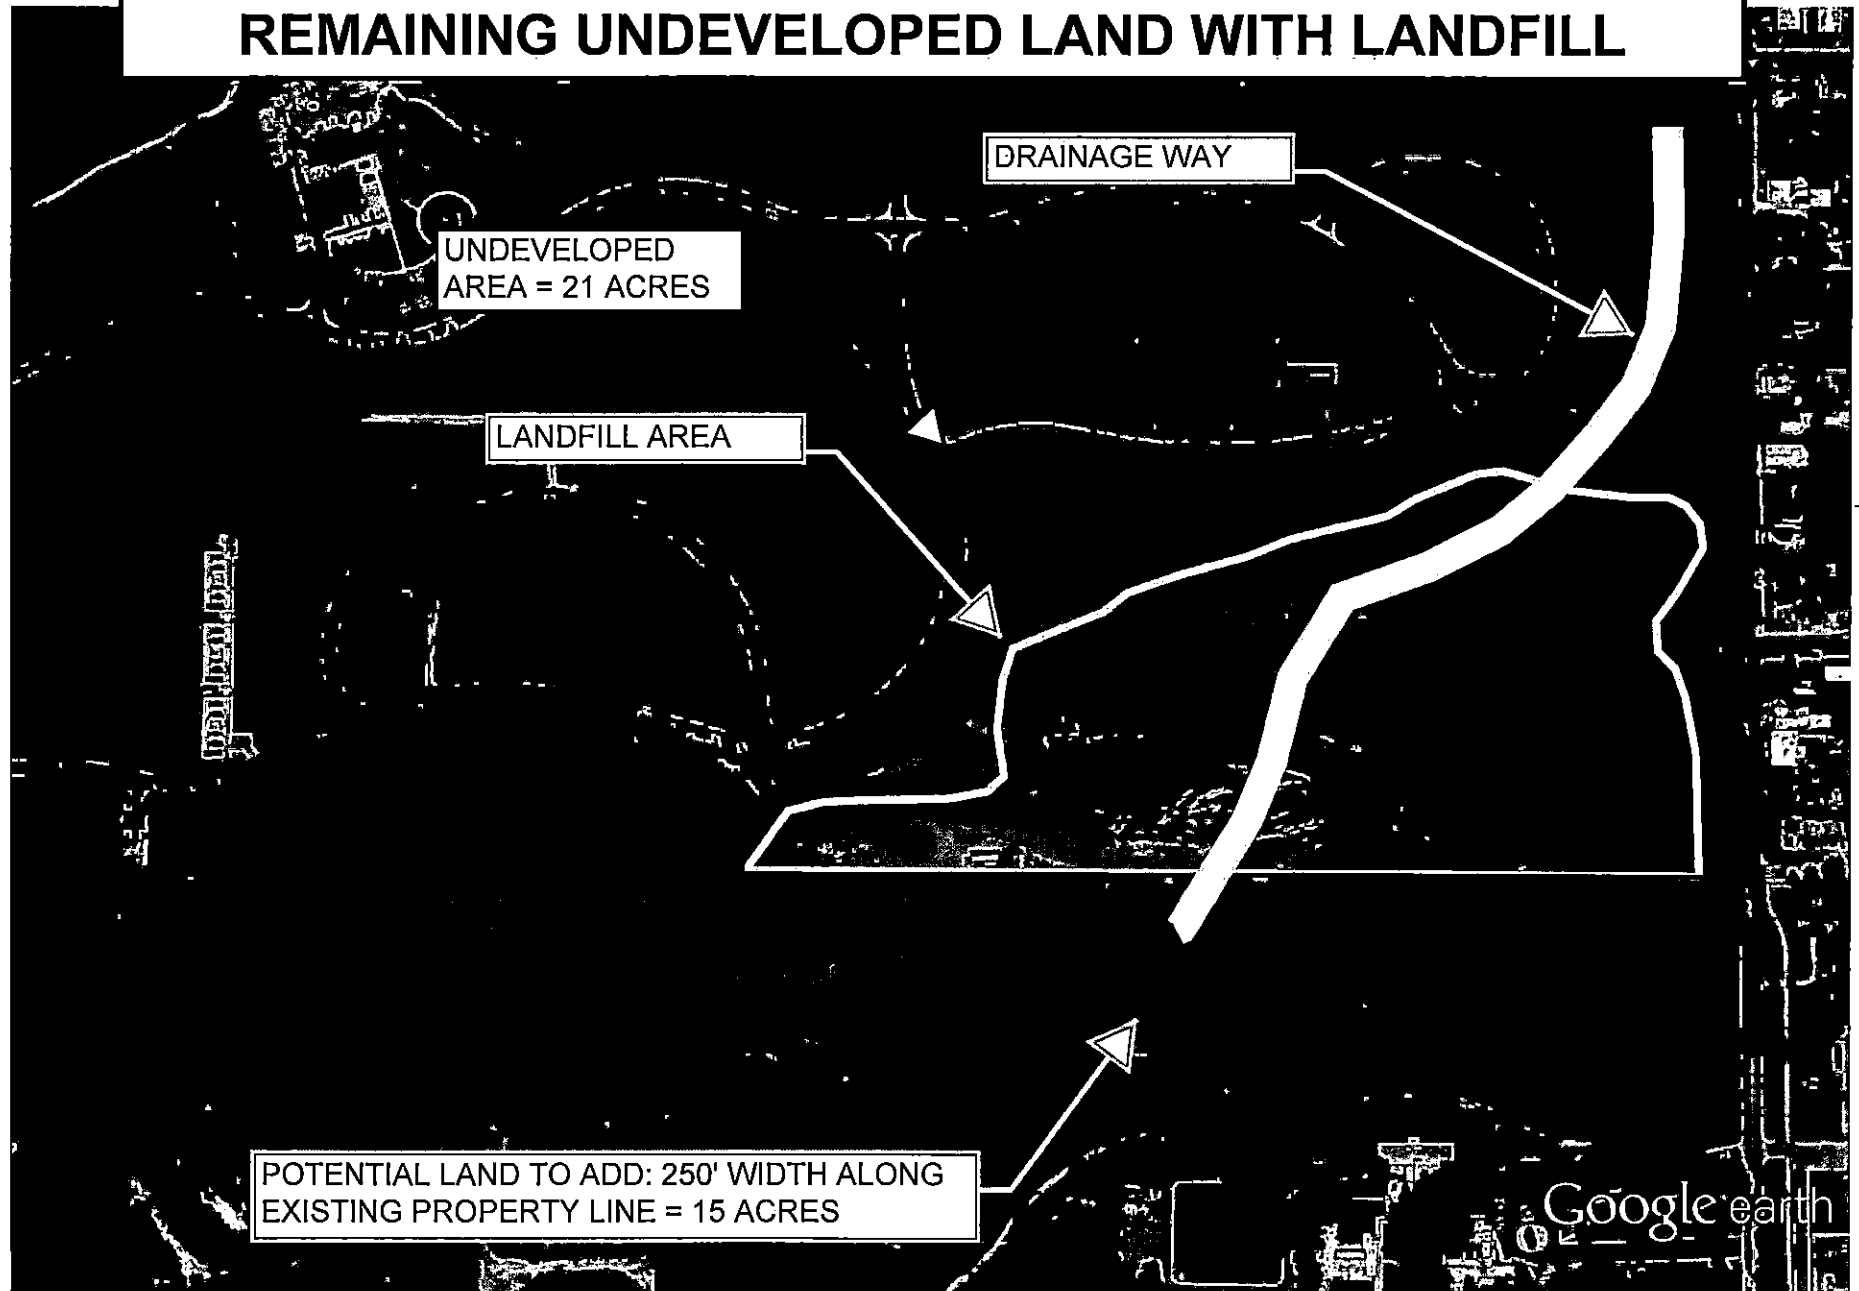 REMAINING UNDEVELOPED LAND WITH LANDFILL
DRAINAGE WAY
UNDEVELOPED
AREA = 21 ACRES
LANDFILL AREA
POTENTIAL LAND TO ADD: 250' WIDTH ALONG
EXISTING PROPERTY LINE = 15 ACRES
Google earth